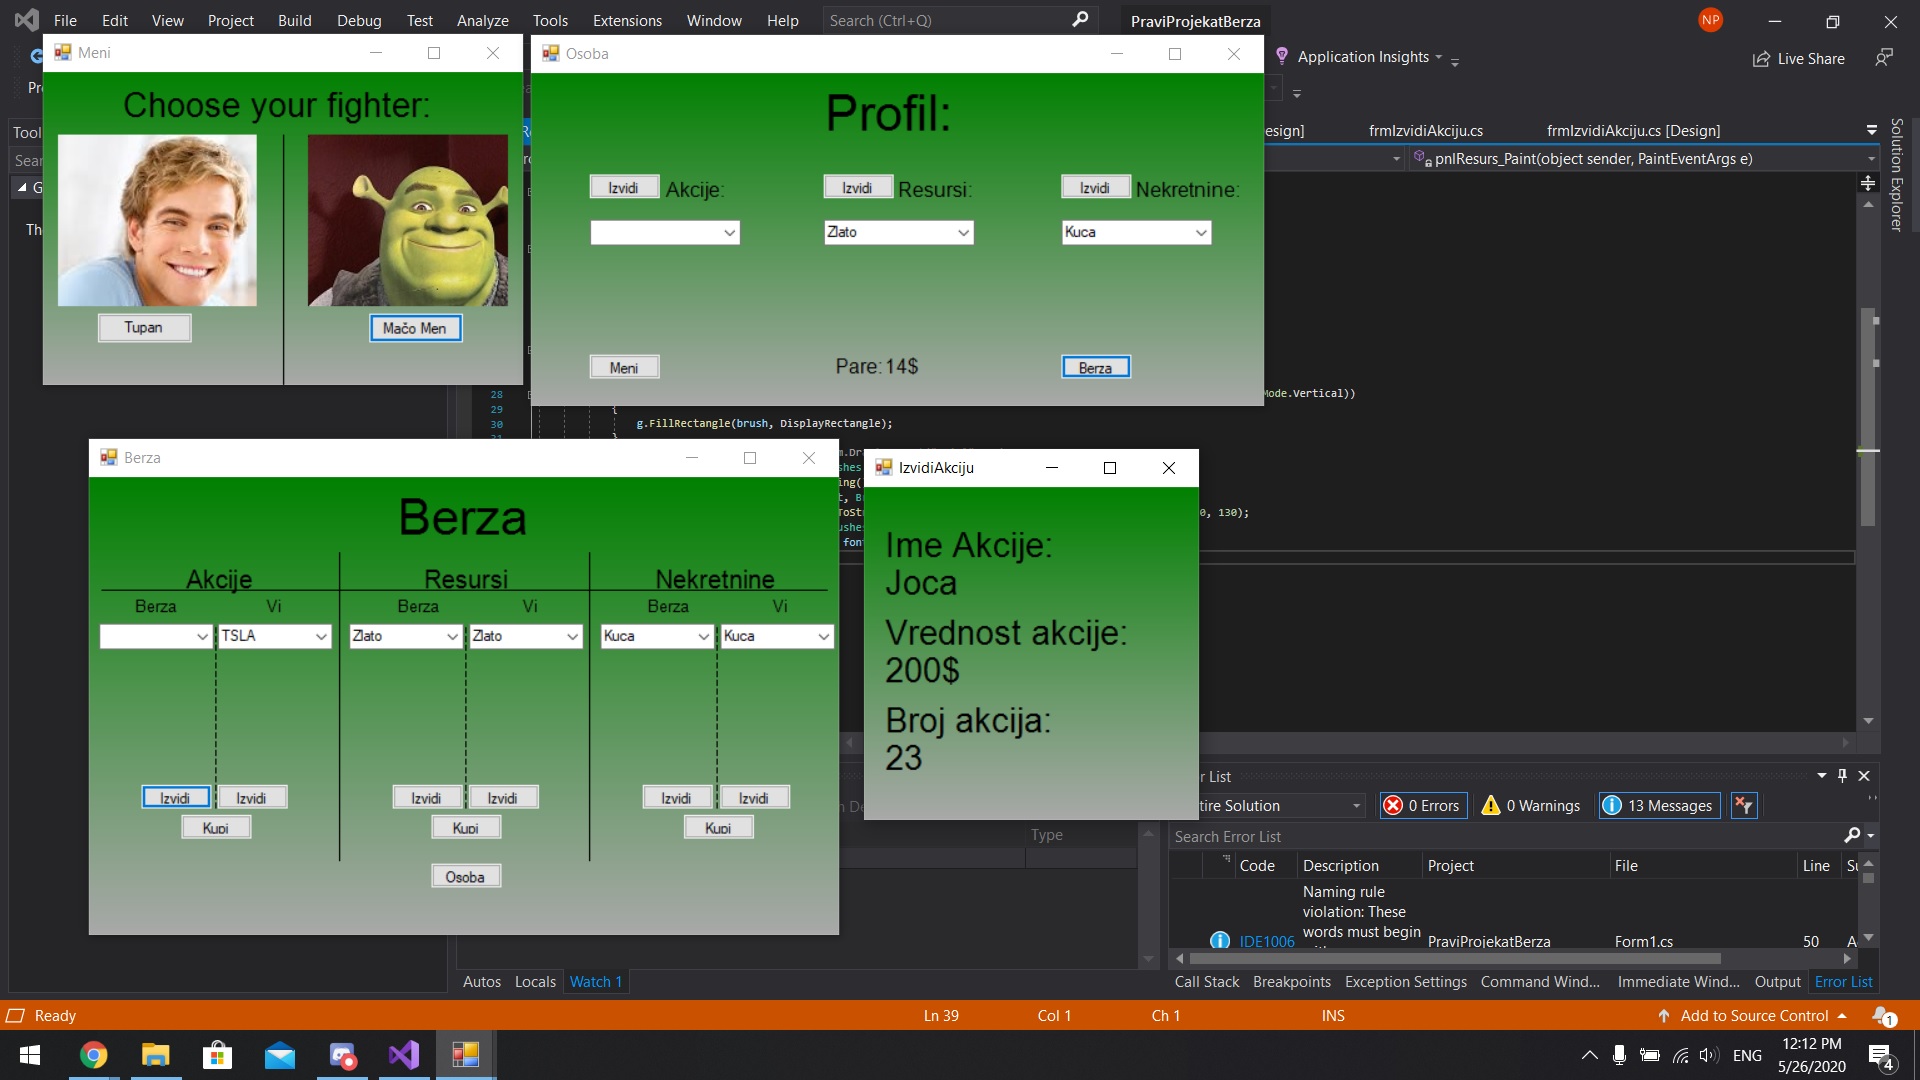 File Edit View Project Build Debug Test Analyze Tools Extensions Window Help Search (Ctrl+Q) PraviProjekatBerza NP
Application Insights Live Share
esign] frmIzvidiAkciju.cs frmIzvidiAkciju.cs [Design]
pnlResurs_Paint(object sender, PaintEventArgs e)
Solution Explorer
Meni
Choose your fighter:
Tupan Mačo Men
Osoba
Profil:
Izvidi Akcije: Izvidi Resursi: Izvidi Nekretnine:
Zlato Kuca
Meni Pare: 14$ Berza
28 Mode.Vertical))
29 {
30 g.FillRectangle(brush, DisplayRectangle);
0, 130);
Berza
Berza
Akcije Resursi Nekretnine
Berza Vi Berza Vi Berza Vi
TSLA Zlato Zlato Kuca Kuca
Izvidi Izvidi Izvidi Izvidi Izvidi Izvidi
Kupi Kupi Kupi
Osoba
IzvidiAkciju
Ime Akcije:
Joca
Vrednost akcije:
200$
Broj akcija:
23
r List
tire Solution 0 Errors 0 Warnings 13 Messages
Search Error List
Code Description Project File Line
Naming rule
violation: These
words must begin
IDE1006 PraviProjekatBerza Form1.cs 50
Type
Autos Locals Watch 1
Call Stack Breakpoints Exception Settings Command Wind... Immediate Wind... Output Error List
Ready Ln 39 Col 1 Ch 1 INS Add to Source Control 1
ENG 12:12 PM
5/26/2020 4